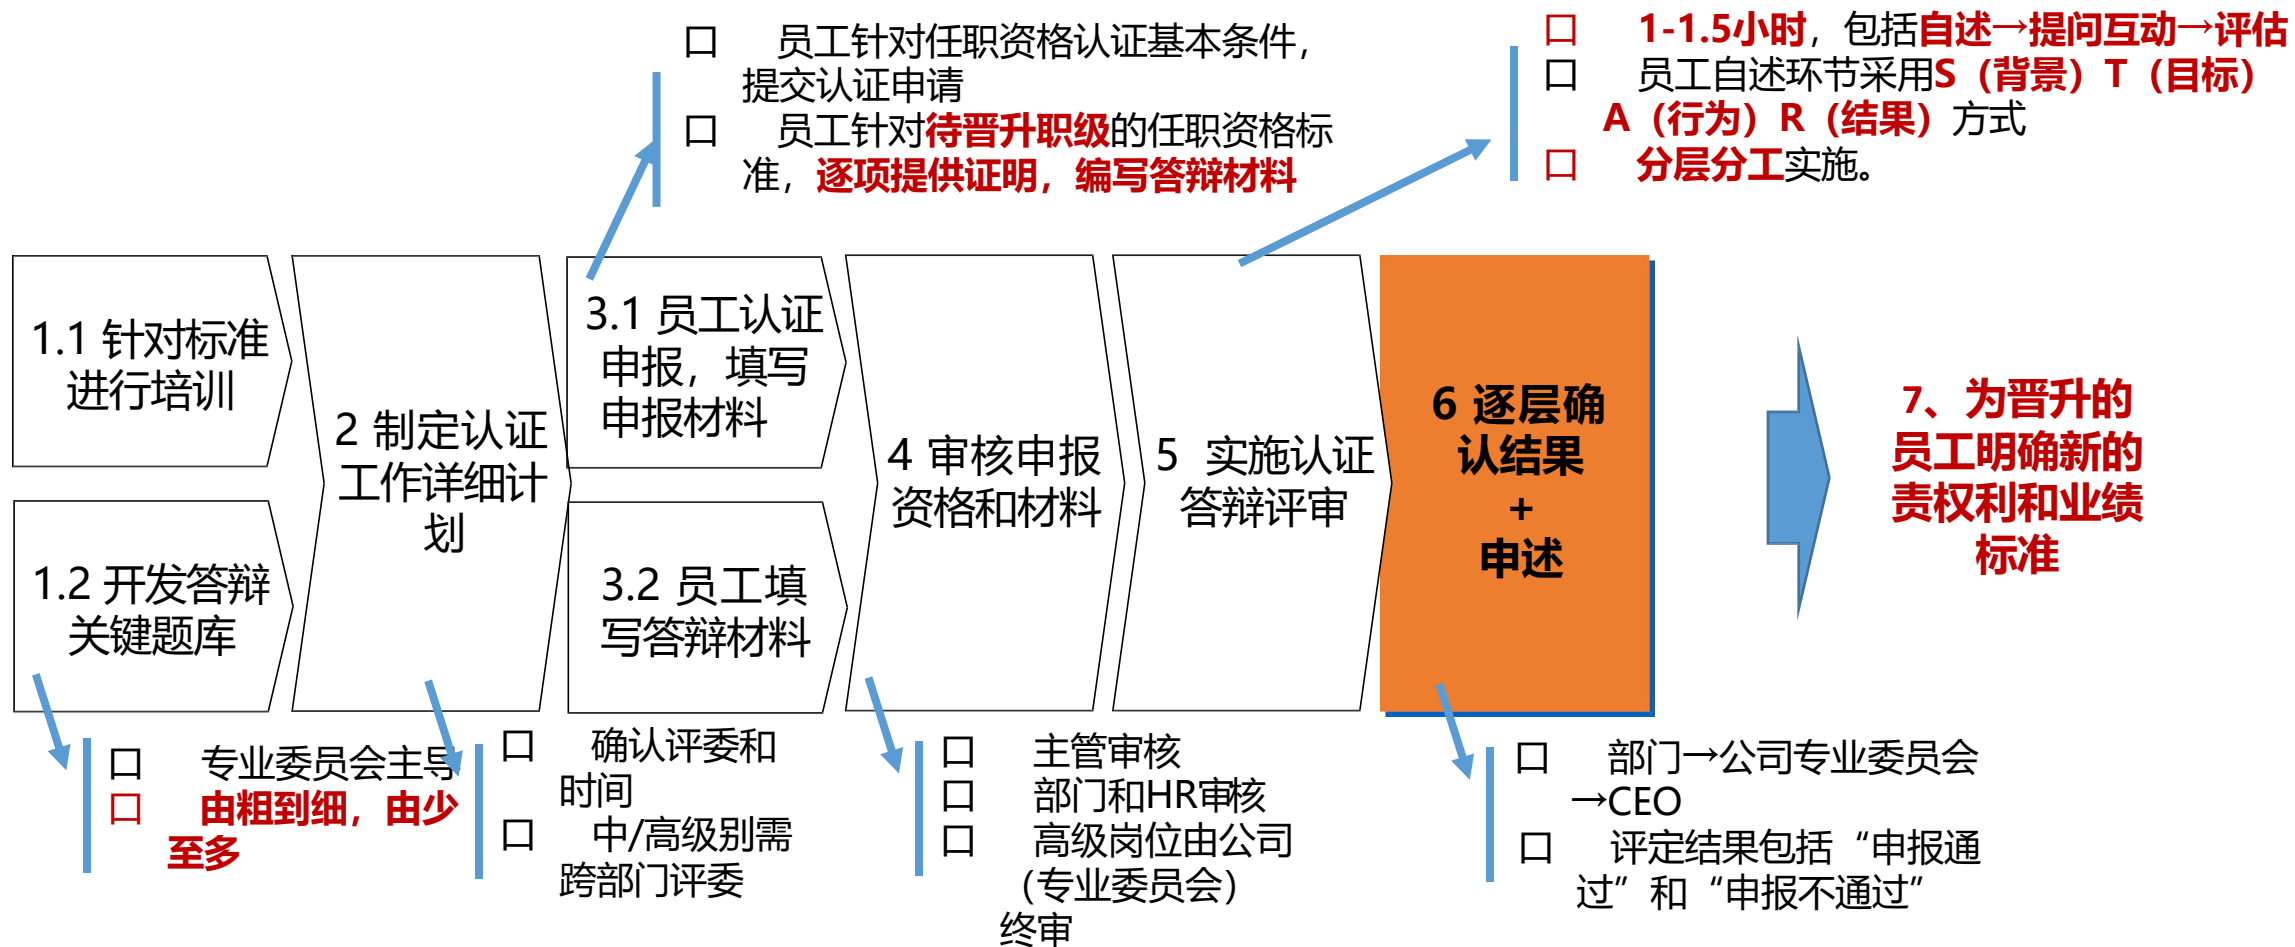 口 员工针对任职资格认证基本条件，
提交认证申请
口 员工针对待晋升职级的任职资格标
准，逐项提供证明，编写答辩材料
口 1-1.5小时，包括自述→提问互动→评估
口 员工自述环节采用S（背景）T（目标）
A（行为）R（结果）方式
口 分层分工实施。
1.1 针对标准
进行培训
1.2 开发答辩
关键题库
2 制定认证
工作详细计
划
3.1 员工认证
申报，填写
申报材料
3.2 员工填
写答辩材料
4 审核申报
资格和材料
5 实施认证
答辩评审
6 逐层确
认结果
+
申述
7、为晋升的
员工明确新的
责权利和业绩
标准
口 专业委员会主导
口 由粗到细，由少
至多
口 确认评委和
时间
口 中/高级别需
跨部门评委
口 主管审核
口 部门和HR审核
口 高级岗位由公司
（专业委员会）
终审
口 部门→公司专业委员会
→CEO
口 评定结果包括“申报通
过”和“申报不通过”